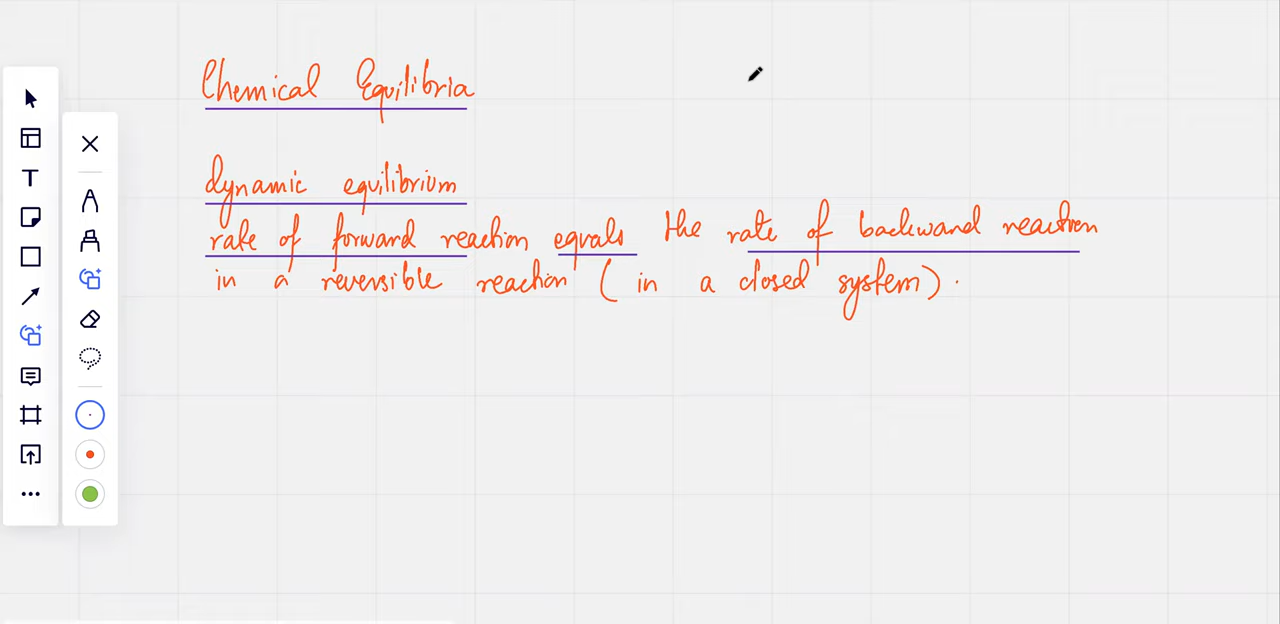 Chemical Equilibria
dynamic equilibrium
rate of forward reaction equals the rate of backward reaction
in a reversible reaction (in a closed system).